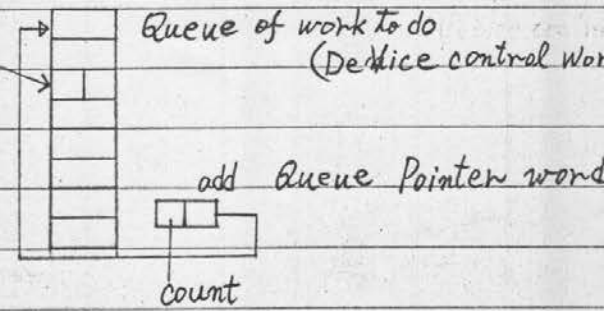 Queue of work to do
(Device control Wor
add Queue Pointer word
count